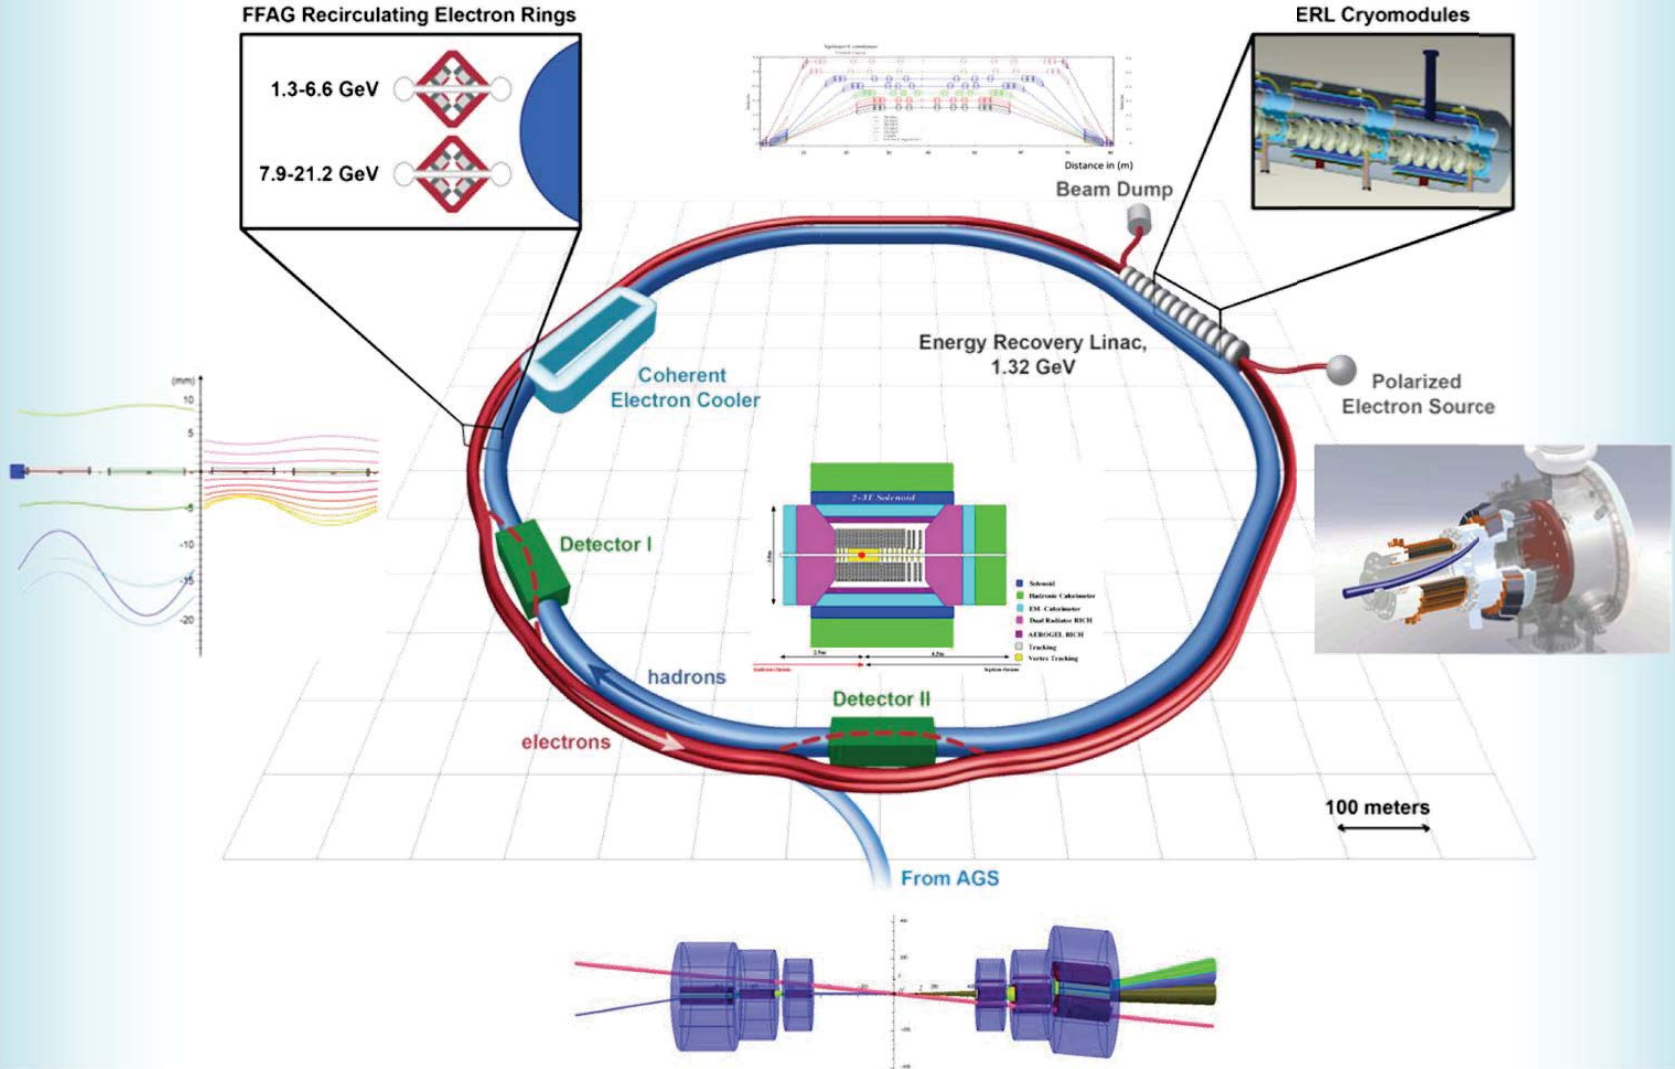 FFAG Recirculating Electron Rings
1.3-6.6 GeV
7.9-21.2 GeV
ERL Cryomodules
Distance in (m)
Beam Dump
Energy Recovery Linac,
1.32 GeV
Polarized
Electron Source
Coherent
Electron Cooler
(mm)
10
5
-5
-10
-15
-20
Detector I
2-3T Solenoid
Solenoid
Hadronic Calorimeter
EM- Calorimeter
Dual Radiator RICH
AEROGEL RICH
Tracking
Vertex Tracking
hadrons
Detector II
electrons
100 meters
From AGS